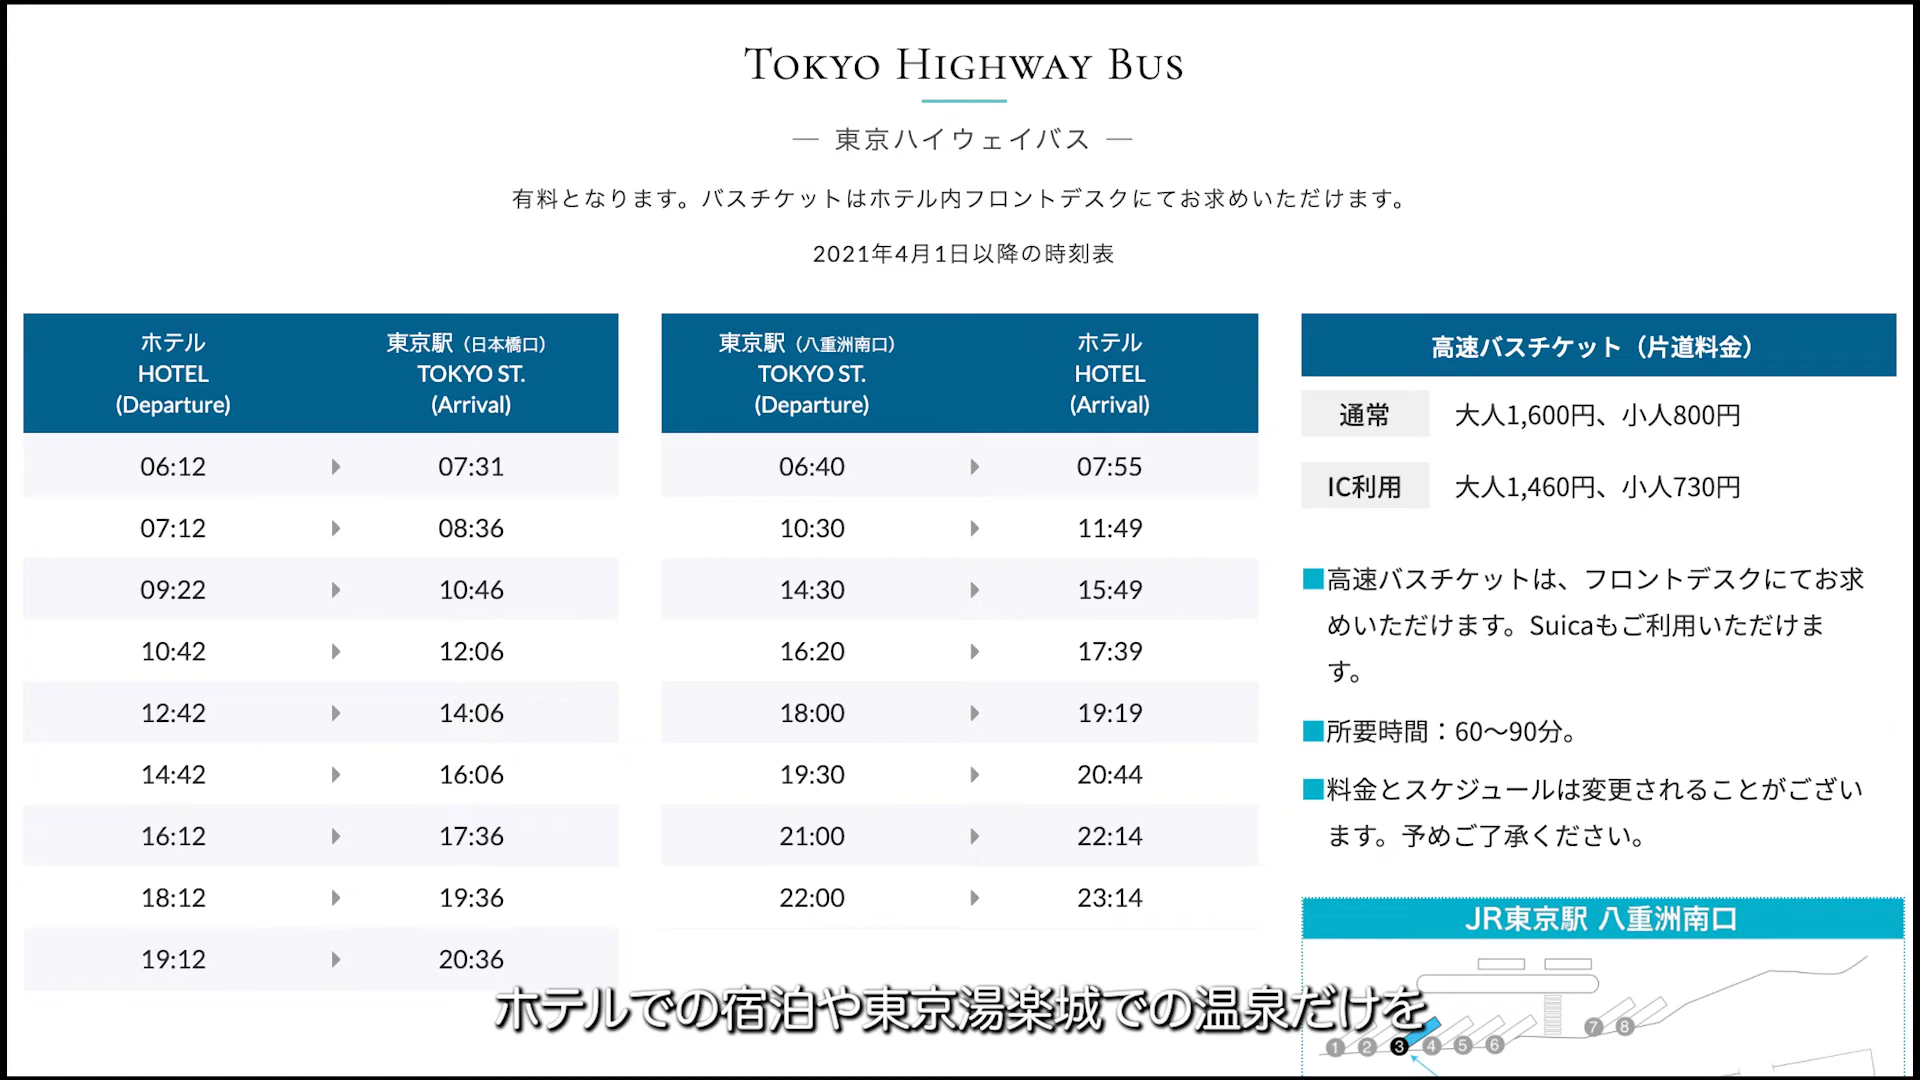 TOKYO HIGHWAY BUS
― 東京ハイウェイバス ―
有料となります。バスチケットはホテル内フロントデスクにてお求めいただけます。
2021年4月1日以降の時刻表
ホテル 東京駅（日本橋口）
HOTEL TOKYO ST.
(Departure) (Arrival)
06:12 07:31
07:12 08:36
09:22 10:46
10:42 12:06
12:42 14:06
14:42 16:06
16:12 17:36
18:12 19:36
19:12 20:36
東京駅（八重洲南口） ホテル
TOKYO ST. HOTEL
(Departure) (Arrival)
06:40 07:55
10:30 11:49
14:30 15:49
16:20 17:39
18:00 19:19
19:30 20:44
21:00 22:14
22:00 23:14
高速バスチケット（片道料金）
通常 大人1,600円、小人800円
IC利用 大人1,460円、小人730円
■高速バスチケットは、フロントデスクにてお求
めいただけます。Suicaもご利用いただけま
す。
■所要時間：60〜90分。
■料金とスケジュールは変更されることがござい
ます。予めご了承ください。
JR東京駅 八重洲南口
1 2 3 4 5 6 7 8
ホテルでの宿泊や東京湯楽城での温泉だけを